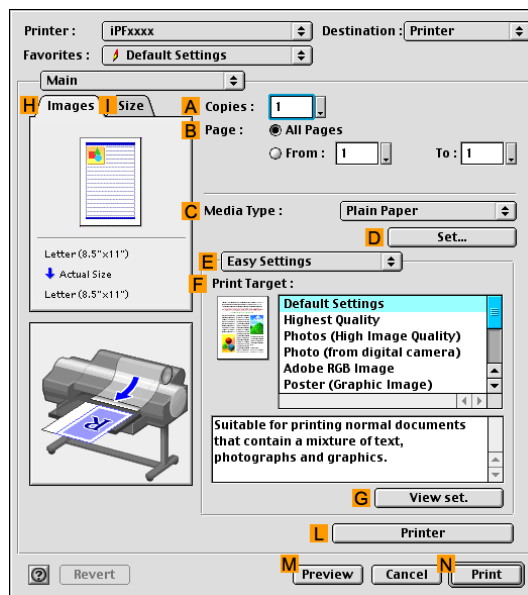 Printer : iPFxxxx Destination : Printer
Favorites : Default Settings
Main
H Images I Size
A Copies : 1
B Page : All Pages
From : 1 To : 1
C Media Type : Plain Paper
D Set...
E Easy Settings
F Print Target :
Default Settings
Highest Quality
Photos (High Image Quality)
Photo (from digital camera)
Adobe RGB Image
Poster (Graphic Image)
Letter (8.5"x11")
Actual Size
Letter (8.5"x11")
R
Suitable for printing normal documents
that contain a mixture of text,
photographs and graphics.
G View set.
L Printer
? Revert M Preview Cancel N Print